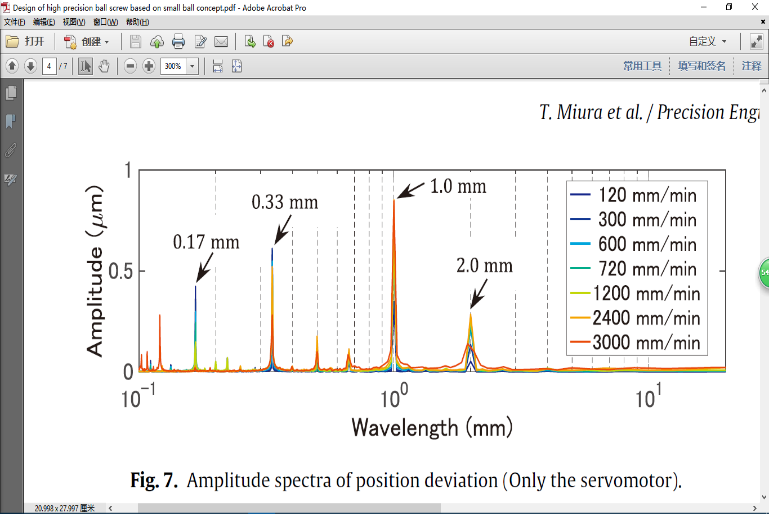 Design of high precision ball screw based on small ball concept.pdf - Adobe Acrobat Pro
文件(F) 编辑(E) 视图(V) 窗口(W) 帮助(H)
打开 创建 自定义
4 / 7 300% 常用工具 填写和签名 注释
T. Miura et al. / Precision Engi
Amplitude (μm)
1
0.5
0
0.17 mm
0.33 mm
1.0 mm
2.0 mm
120 mm/min
300 mm/min
600 mm/min
720 mm/min
1200 mm/min
2400 mm/min
3000 mm/min
10⁻¹ 10⁰ 10¹
Wavelength (mm)
Fig. 7. Amplitude spectra of position deviation (Only the servomotor).
20.998 x 27.997 厘米